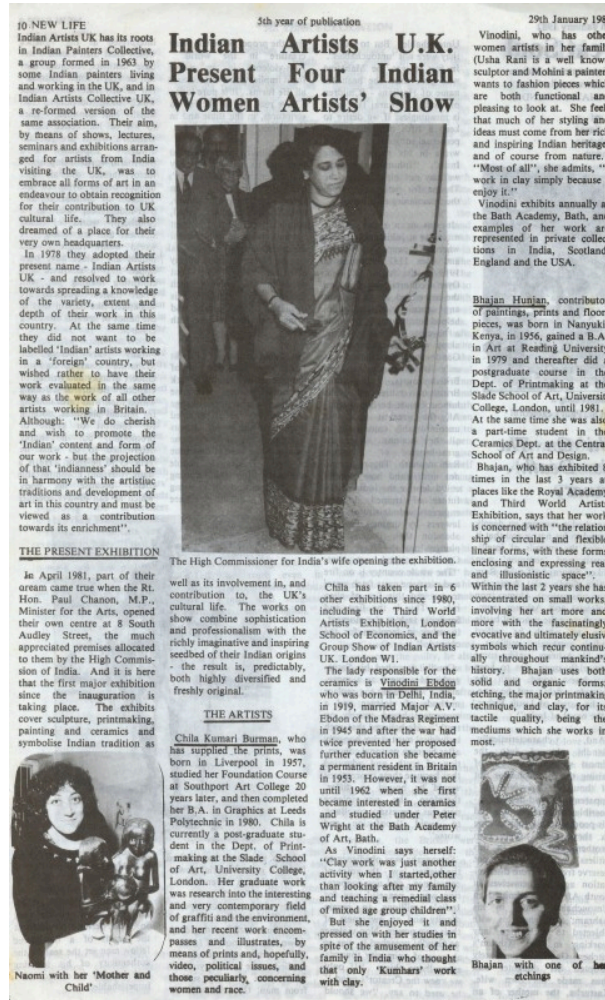 10 NEW LIFE
5th year of publication
29th January 198
Indian Artists U.K.
Present Four Indian
Women Artists' Show
Indian Artists UK has its roots
in Indian Painters Collective,
a group formed in 1963 by
some Indian painters living
and working in the UK, and in
Indian Artists Collective UK,
a re-formed version of the
same association. Their aim,
by means of shows, lectures,
seminars and exhibitions arran-
ged for artists from India
visiting the UK, was to
embrace all forms of art in an
endeavour to obtain recognition
for their contribution to UK
cultural life. They also
dreamed of a place for their
very own headquarters.
In 1978 they adopted their
present name - Indian Artists
UK - and resolved to work
towards spreading a knowledge
of the variety, extent and
depth of their work in this
country. At the same time
they did not want to be
labelled 'Indian' artists working
in a 'foreign' country, but
wished rather to have their
work evaluated in the same
way as the work of all other
artists working in Britain.
Although: "We do cherish
and wish to promote the
'Indian' content and form of
our work - but the projection
of that 'indianness' should be
in harmony with the artistiuc
traditions and development of
art in this country and must be
viewed as a contribution
towards its enrichment".
THE PRESENT EXHIBITION
In April 1981, part of their
dream came true when the Rt.
Hon. Paul Chanon, M.P.,
Minister for the Arts, opened
their own centre at 8 South
Audley Street, the much
appreciated premises allocated
to them by the High Commis-
sion of India. And it is here
that the first major exhibition
since the inauguration is
taking place. The exhibits
cover sculpture, printmaking,
painting and ceramics and
symbolise Indian tradition as
Naomi with her 'Mother and
Child'
The High Commissioner for India's wife opening the exhibition.
well as its involvement in, and
contribution to, the UK's
cultural life. The works on
show combine sophistication
and professionalism with the
richly imaginative and inspiring
seedbed of their Indian origins
- the result is, predictably,
both highly diversified and
freshly original.
THE ARTISTS
Chila Kumari Burman, who
has supplied the prints, was
born in Liverpool in 1957,
studied her Foundation Course
at Southport Art College 20
years later, and then completed
her B.A. in Graphics at Leeds
Polytechnic in 1980. Chila is
currently a post-graduate stu-
dent in the Dept. of Print-
making at the Slade School
of Art, University College,
London. Her graduate work
was research into the interesting
and very contemporary field
of graffiti and the environment,
and her recent work encom-
passes and illustrates, by
means of prints and, hopefully,
video, political issues, and
those peculiarly concerning
women and race.
Chila has taken part in 6
other exhibitions since 1980,
including the Third World
Artists Exhibition, London
School of Economics, and the
Group Show of Indian Artists
UK. London W1.
The lady responsible for the
ceramics is Vinodini Ebdon
who was born in Delhi, India,
in 1919, married Major A.V.
Ebdon of the Madras Regiment
in 1945 and after the war had
twice prevented her proposed
further education she became
a permanent resident in Britain
in 1953. However, it was not
until 1962 when she first
became interested in ceramics
and studied under Peter
Wright at the Bath Academy
of Art, Bath.
As Vinodini says herself:
"Clay work was just another
activity when I started,other
than looking after my family
and teaching a remedial class
of mixed age group children".
But she enjoyed it and
pressed on with her studies in
spite of the amusement of her
family in India who thought
that only 'Kumhars' work
with clay.
Vinodini, who has othe
women artists in her famil
(Usha Rani is a well know
sculptor and Mohini a painter
wants to fashion pieces whic
are both functional an
pleasing to look at. She feel
that much of her styling an
ideas must come from her ric
and inspiring Indian heritage
and of course from nature.
"Most of all", she admits, "
work in clay simply because
enjoy it."
Vinodini exhibits annually a
the Bath Academy, Bath, an
examples of her work ar
represented in private collec
tions in India, Scotland
England and the USA.
Bhajan Hunjan, contributo
of paintings, prints and floor
pieces, was born in Nanyuki
Kenya, in 1956, gained a B.A
in Art at Reading University
in 1979 and thereafter did
postgraduate course in the
Dept. of Printmaking at the
Slade School of Art, Universit
College, London, until 1981.
At the same time she was also
a part-time student in the
Ceramics Dept. at the Centra
School of Art and Design.
Bhajan, who has exhibited
times in the last 3 years a
places like the Royal Academy
and Third World Artists
Exhibition, says that her work
is concerned with "the relation
ship of circular and flexible
linear forms, with these forms
enclosing and expressing rea
and illusionistic space".
Within the last 2 years she has
concentrated on small works
involving her art more and
more with the fascinatingly
evocative and ultimately elusiv
symbols which recur continu
ally throughout mankind's
history. Bhajan uses both
solid and organic forms
etching, the major printmakin
technique, and clay, for its
tactile quality, being the
mediums which she works in
most.
Bhajan with one of her
etchings